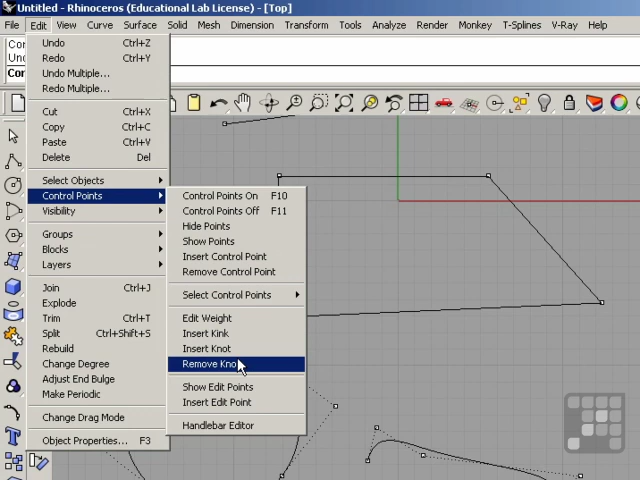 Untitled - Rhinoceros (Educational Lab License) - [Top]
File Edit View Curve Surface Solid Mesh Dimension Transform Tools Analyze Render Monkey T-Splines V-Ray Help
Undo Ctrl+Z
Redo Ctrl+Y
Undo Multiple...
Redo Multiple...
Cut Ctrl+X
Copy Ctrl+C
Paste Ctrl+V
Delete Del
Select Objects
Control Points
Visibility
Groups
Blocks
Layers
Join Ctrl+J
Explode
Trim Ctrl+T
Split Ctrl+Shift+S
Rebuild
Change Degree
Adjust End Bulge
Make Periodic
Change Drag Mode
Object Properties... F3
Control Points On F10
Control Points Off F11
Hide Points
Show Points
Insert Control Point
Remove Control Point
Select Control Points
Edit Weight
Insert Kink
Insert Knot
Remove Kno
Show Edit Points
Insert Edit Point
Handlebar Editor